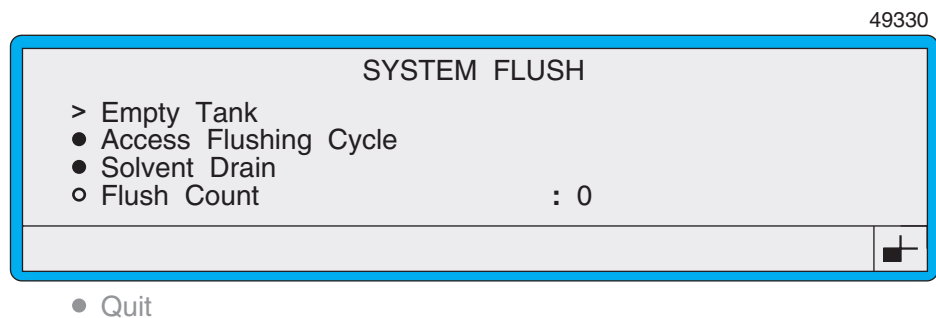 49330
SYSTEM FLUSH
> Empty Tank
● Access Flushing Cycle
● Solvent Drain
○ Flush Count : 0
● Quit